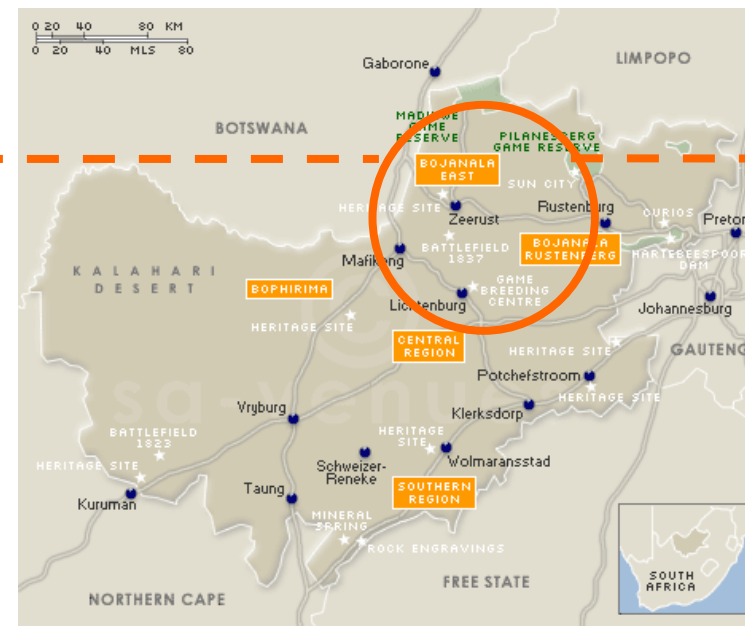 0 20 40 80 KM
0 20 40 MLS 80
Gaborone
LIMPOPO
BOTSWANA
MADIKWE
GAME
RESERVE
PILANESBERG
GAME RESERVE
BOJANALA
EAST
SUN CITY
HERITAGE SITE
Zeerust
Rustenburg
CURIOS
Pretor
BATTLEFIELD
1837
BOJANALA
RUSTENBERG
HARTEBEESPOOR
DAM
Mafikeng
KALAHARI
DESERT
BOPHIRIMA
GAME
BREEDING
CENTRE
Lichtenburg
Johannesburg
HERITAGE SITE
CENTRAL
REGION
HERITAGE SITE
GAUTENG
Potchefstroom
HERITAGE SITE
sa-venue
Vryburg
Klerksdorp
BATTLEFIELD
1823
HERITAGE
SITE
HERITAGE SITE
Schweizer-
Reneke
Wolmaransstad
Kuruman
Taung
SOUTHERN
REGION
MINERAL
SPRING
ROCK ENGRAVINGS
NORTHERN CAPE
FREE STATE
SOUTH
AFRICA